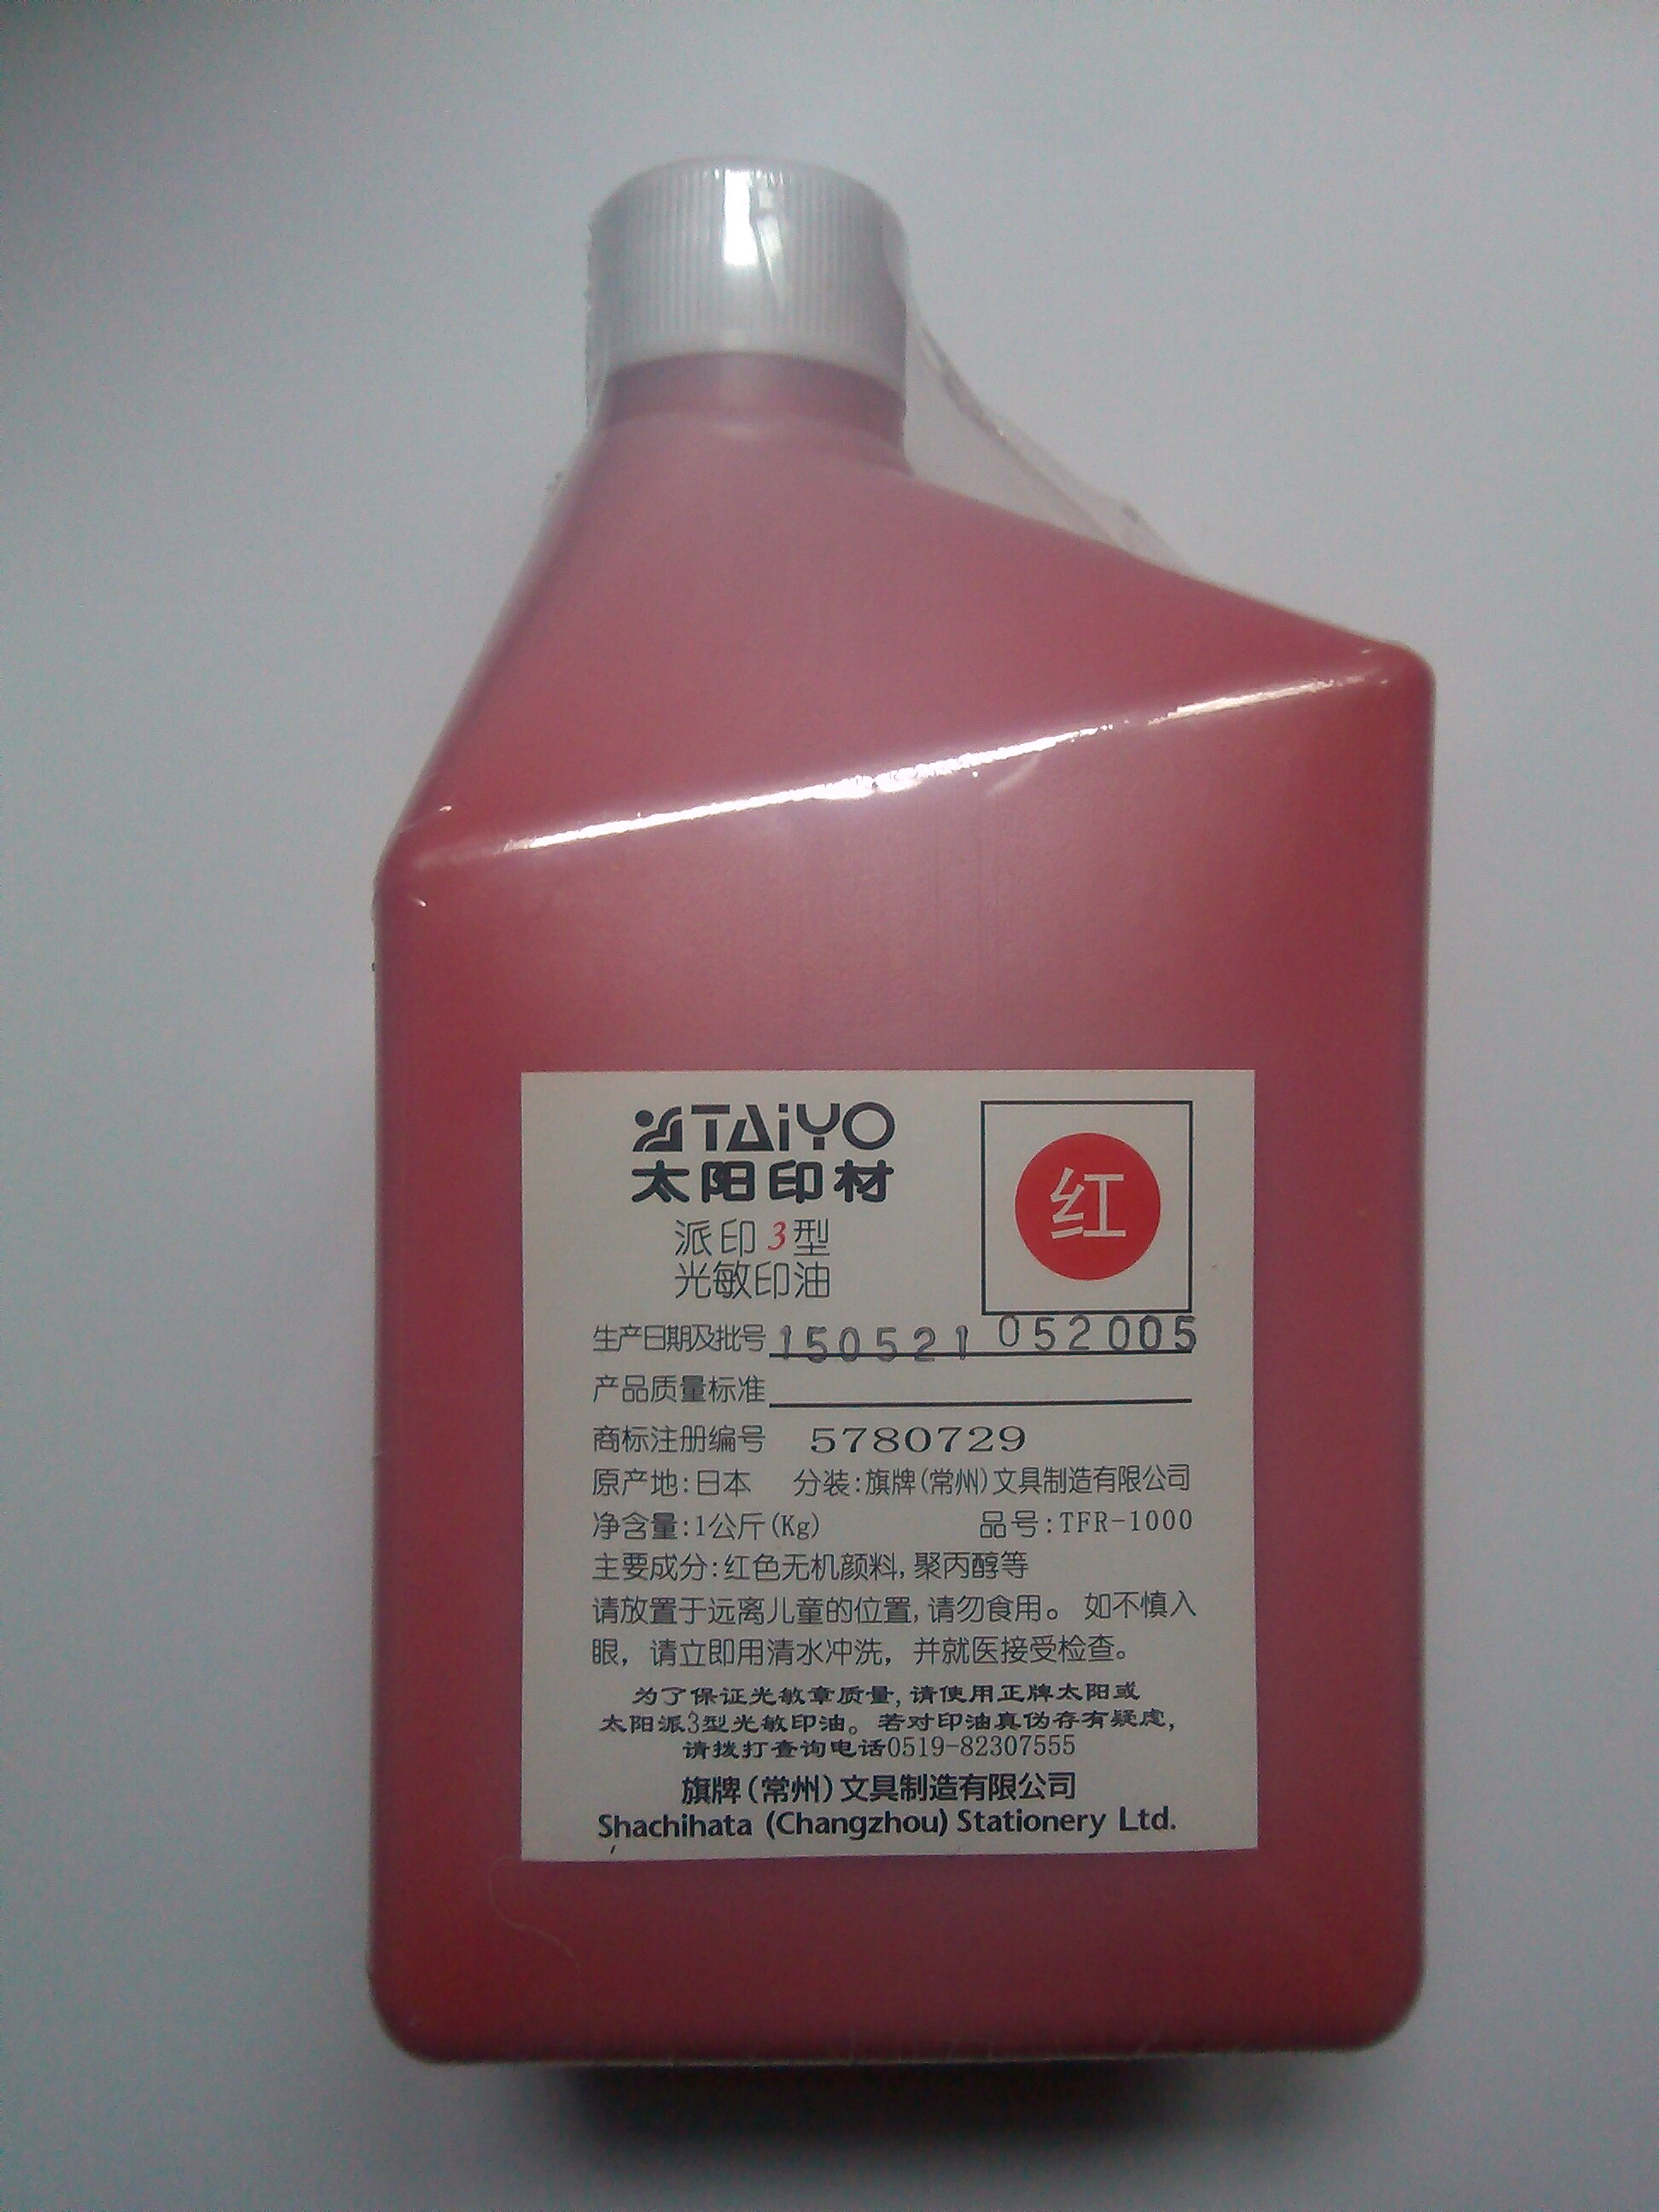 TAiYO
太阳印材
红
派印3型
光敏印油
生产日期及批号 150521 052005
产品质量标准
商标注册编号 5780729
原产地:日本 分装:旗牌(常州)文具制造有限公司
净含量:1公斤(Kg) 品号:TFR-1000
主要成分:红色无机颜料,聚丙醇等
请放置于远离儿童的位置,请勿食用。如不慎入
眼，请立即用清水冲洗，并就医接受检查。
为了保证光敏章质量,请使用正牌太阳或
太阳派3型光敏印油。若对印油真伪存有疑虑,
请拨打查询电话0519-82307555
旗牌(常州)文具制造有限公司
Shachihata (Changzhou) Stationery Ltd.